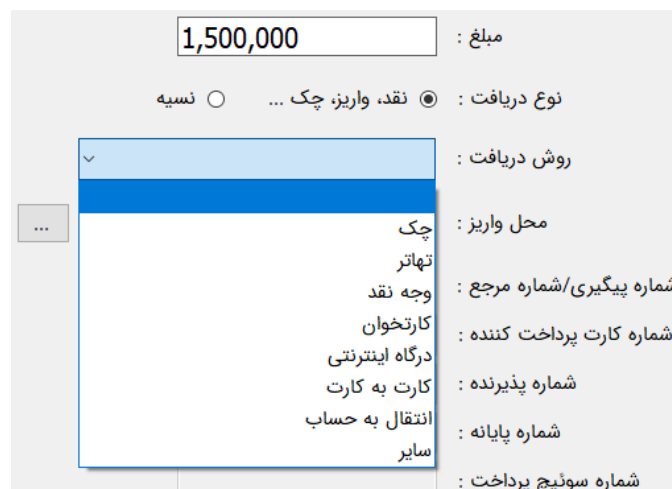 مبلغ : 1,500,000
نوع دریافت : نقد، واریز، چک ... نسیه
روش دریافت :
چک
تهاتر
وجه نقد
کارتخوان
درگاه اینترنتی
کارت به کارت
انتقال به حساب
سایر
محل واریز : ...
شماره پیگیری/شماره مرجع :
شماره کارت پرداخت کننده :
شماره پذیرنده :
شماره پایانه :
شماره سوئیچ پرداخت :